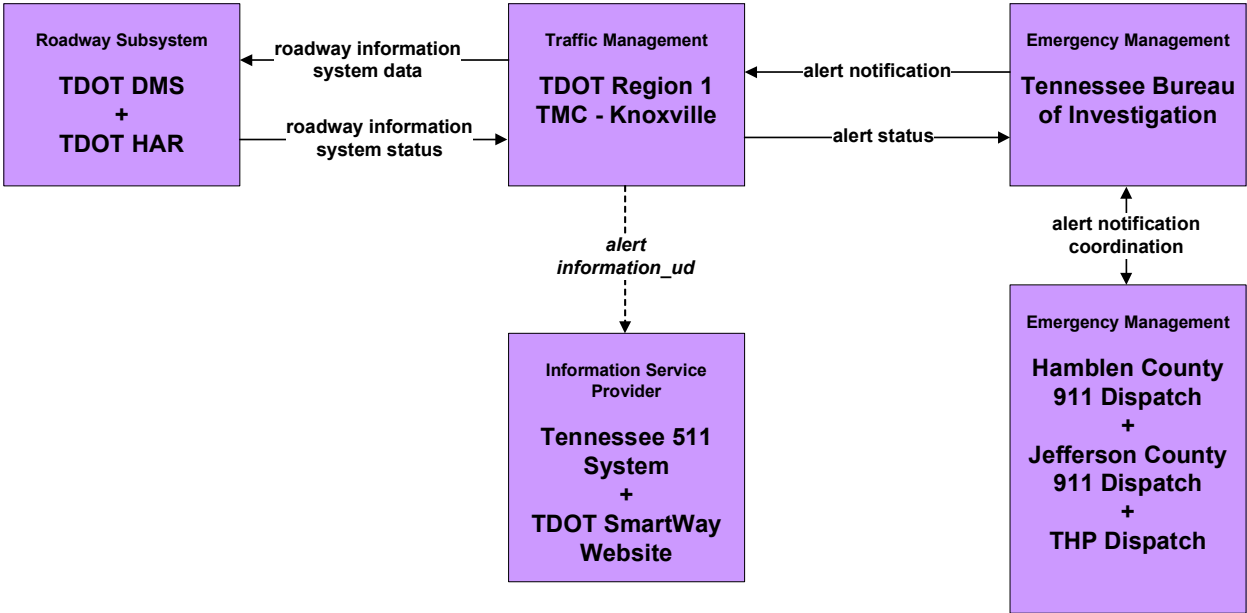 Roadway Subsystem
TDOT DMS
+
TDOT HAR
roadway information
system data
roadway information
system status
Traffic Management
TDOT Region 1
TMC - Knoxville
alert notification
alert status
Emergency Management
Tennessee Bureau
of Investigation
alert
information_ud
alert notification
coordination
Information Service
Provider
Tennessee 511
System
+
TDOT SmartWay
Website
Emergency Management
Hamblen County
911 Dispatch
+
Jefferson County
911 Dispatch
+
THP Dispatch